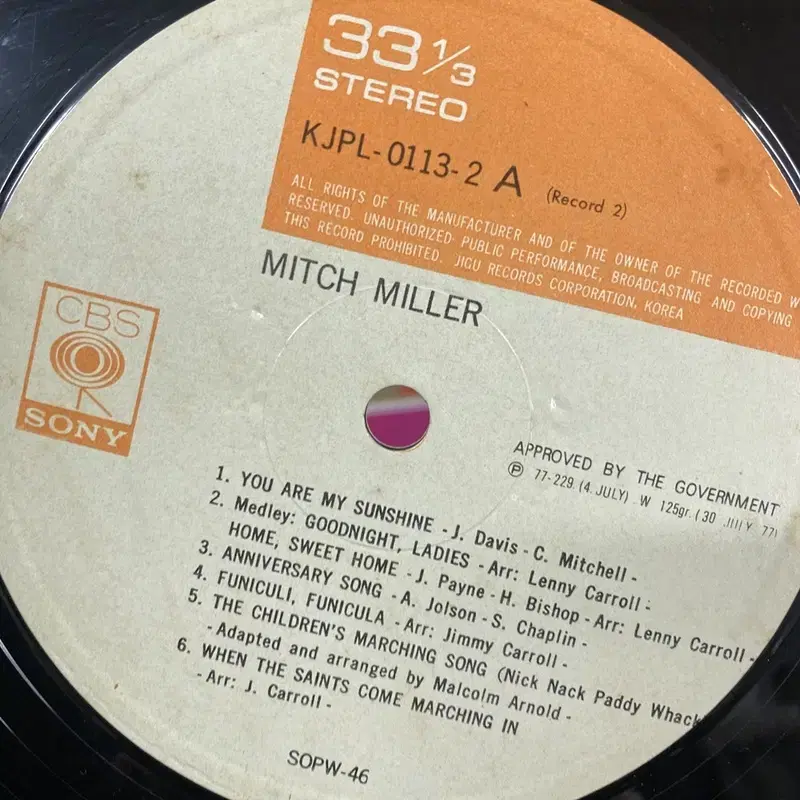 33 1/3
STEREO
KJPL-0113-2 A (Record 2)
ALL RIGHTS OF THE MANUFACTURER AND OF THE OWNER OF THE RECORDED
RESERVED. UNAUTHORIZED PUBLIC PERFORMANCE, BROADCASTING AND COPYING
THIS RECORD PROHIBITED. JIGU RECORDS CORPORATION, KOREA
MITCH MILLER
CBS
SONY
APPROVED BY THE GOVERNMENT
Ⓟ 77-229 (4. JULY) W 125gr. (30 JULY 77)
1. YOU ARE MY SUNSHINE -J. Davis - C. Mitchell-
2. Medley: GOODNIGHT, LADIES -Arr: Lenny Carroll-
HOME, SWEET HOME -J. Payne-H. Bishop-Arr: Lenny Carroll-
3. ANNIVERSARY SONG -A. Jolson-S. Chaplin-
4. FUNICULI, FUNICULA -Arr: Jimmy Carroll-
5. THE CHILDREN'S MARCHING SONG (Nick Nack Paddy Whack
-Adapted and arranged by Malcolm Arnold-
6. WHEN THE SAINTS COME MARCHING IN
-Arr: J. Carroll-
SOPW-46